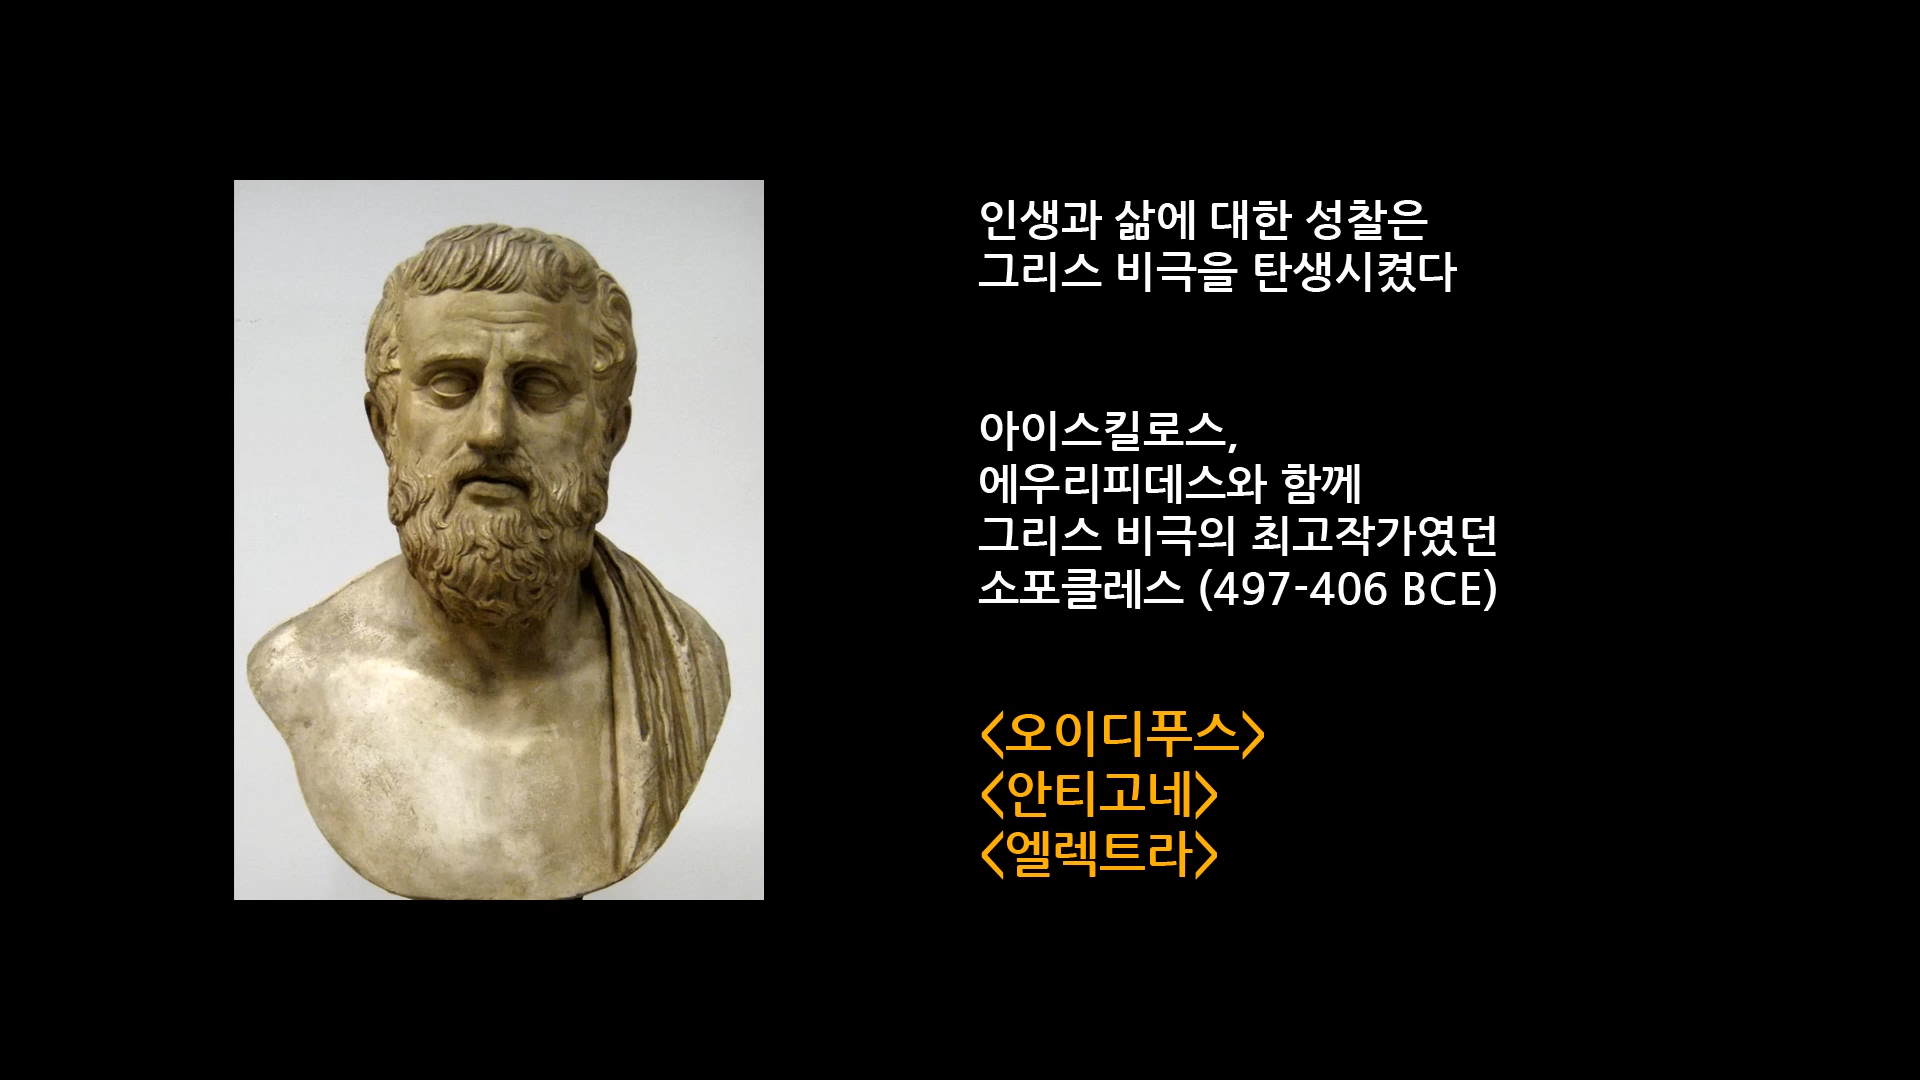 인생과 삶에 대한 성찰은
그리스 비극을 탄생시켰다
아이스킬로스,
에우리피데스와 함께
그리스 비극의 최고작가였던
소포클레스 (497-406 BCE)
<오이디푸스>
<안티고네>
<엘렉트라>